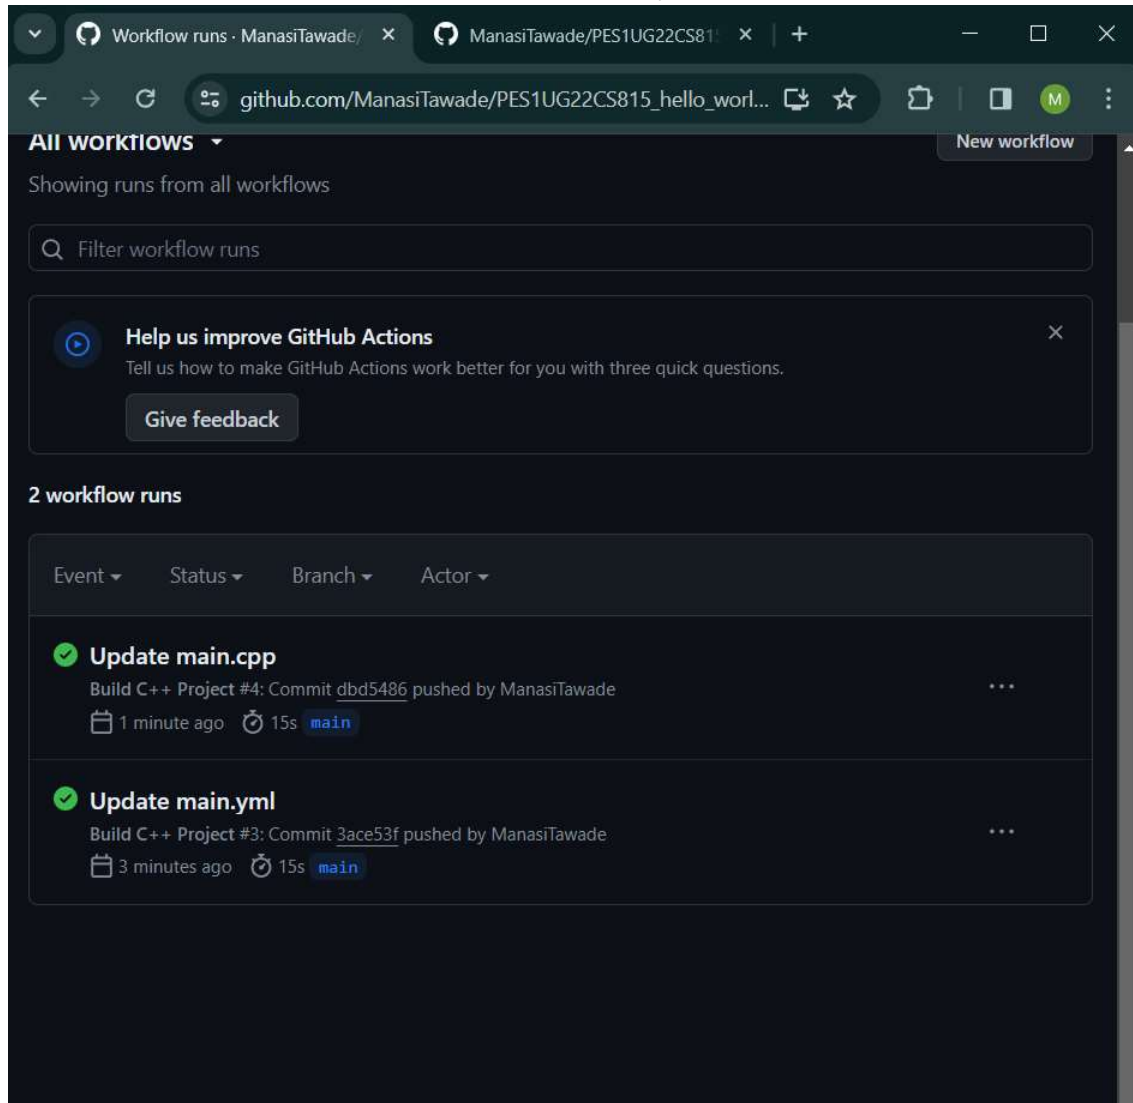 Workflow runs · ManasiTawade/
ManasiTawade/PES1UG22CS815
github.com/ManasiTawade/PES1UG22CS815_hello_worl...
M
All workflows
New workflow
Showing runs from all workflows
Filter workflow runs
Help us improve GitHub Actions
Tell us how to make GitHub Actions work better for you with three quick questions.
Give feedback
2 workflow runs
Event
Status
Branch
Actor
Update main.cpp
Build C++ Project #4: Commit dbd5486 pushed by ManasiTawade
...
1 minute ago 15s main
Update main.yml
Build C++ Project #3: Commit 3ace53f pushed by ManasiTawade
...
3 minutes ago 15s main